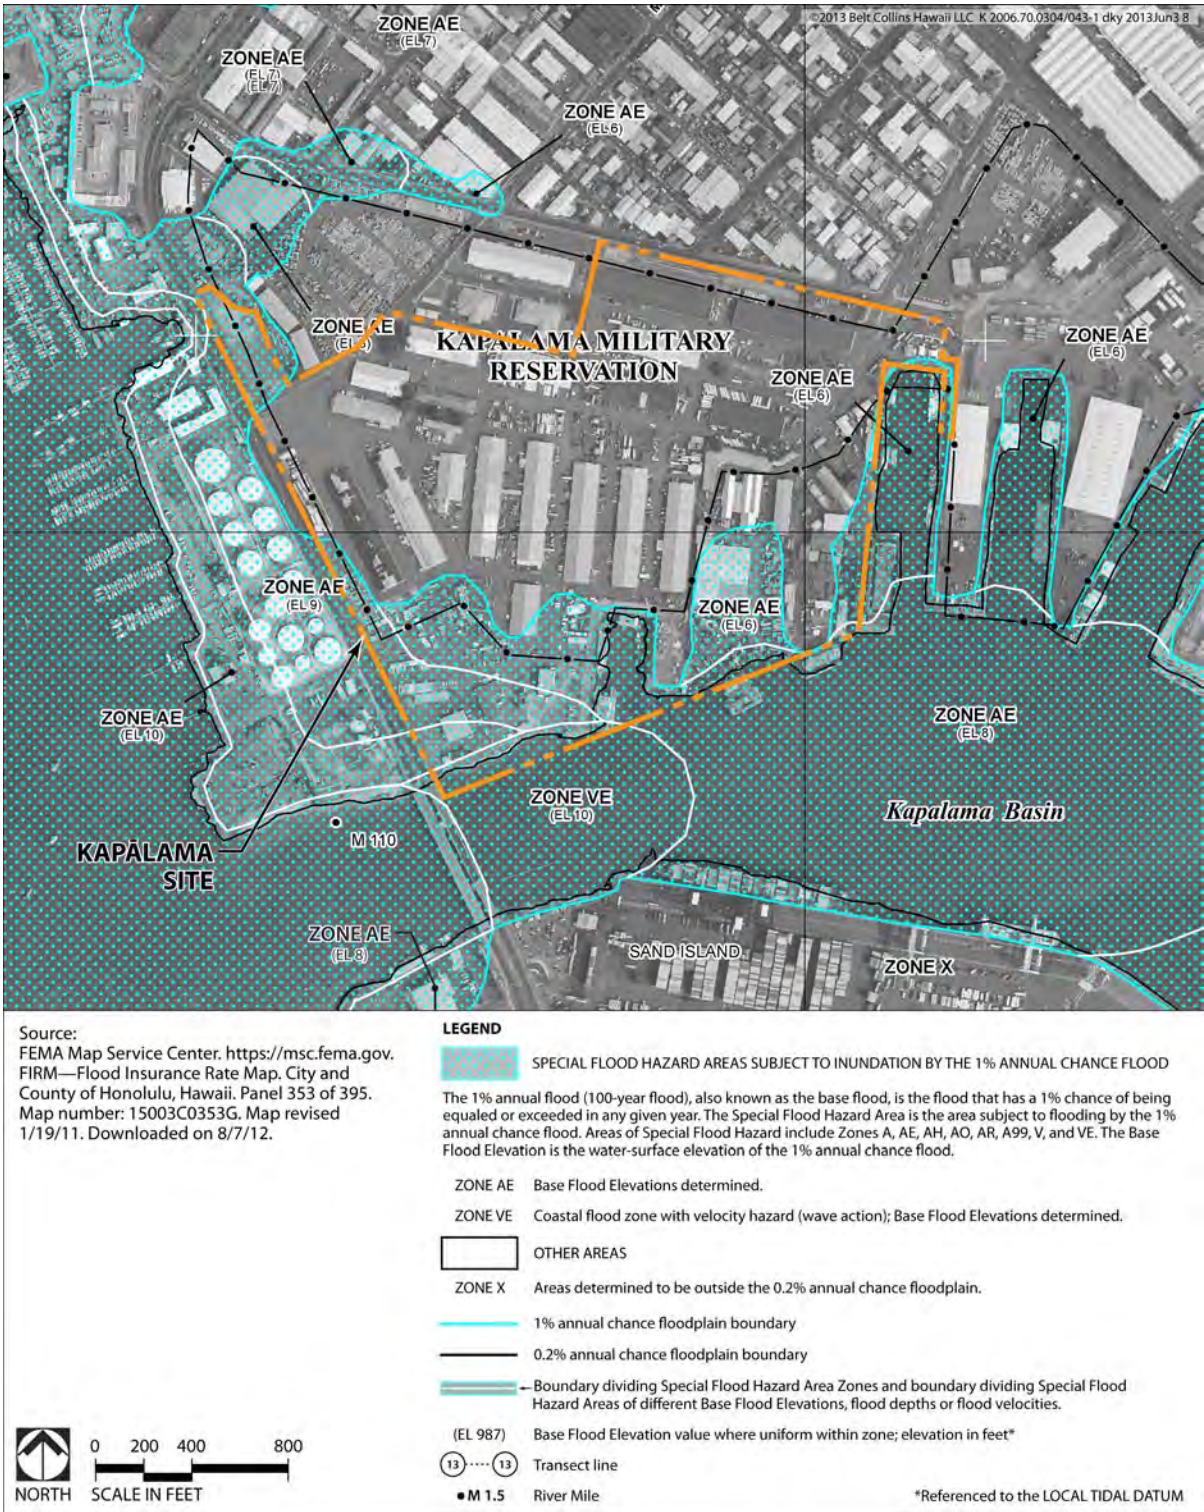 ©2013 Belt Collins Hawaii LLC K 2006.70.0304/043-1 dky 2013Jun3 8
ZONE AE
(EL 7)
ZONE AE
(EL 7)
(EL 7)
ZONE AE
(EL 6)
ZONE AE
KAPALAMA MILITARY
RESERVATION
ZONE AE
(EL 6)
ZONE AE
(EL 6)
ZONE AE
(EL 9)
ZONE AE
(EL 6)
ZONE AE
(EL 10)
ZONE AE
(EL 8)
ZONE VE
(EL 10)
Kapalama Basin
M 110
KAPĀLAMA
SITE
ZONE AE
(EL 8)
SAND ISLAND
ZONE X
Source:
FEMA Map Service Center. https://msc.fema.gov.
FIRM—Flood Insurance Rate Map. City and
County of Honolulu, Hawaii. Panel 353 of 395.
Map number: 15003C0353G. Map revised
1/19/11. Downloaded on 8/7/12.
LEGEND
SPECIAL FLOOD HAZARD AREAS SUBJECT TO INUNDATION BY THE 1% ANNUAL CHANCE FLOOD
The 1% annual flood (100-year flood), also known as the base flood, is the flood that has a 1% chance of being
equaled or exceeded in any given year. The Special Flood Hazard Area is the area subject to flooding by the 1%
annual chance flood. Areas of Special Flood Hazard include Zones A, AE, AH, AO, AR, A99, V, and VE. The Base
Flood Elevation is the water-surface elevation of the 1% annual chance flood.
ZONE AE Base Flood Elevations determined.
ZONE VE Coastal flood zone with velocity hazard (wave action); Base Flood Elevations determined.
OTHER AREAS
ZONE X Areas determined to be outside the 0.2% annual chance floodplain.
1% annual chance floodplain boundary
0.2% annual chance floodplain boundary
Boundary dividing Special Flood Hazard Area Zones and boundary dividing Special Flood
Hazard Areas of different Base Flood Elevations, flood depths or flood velocities.
(EL 987) Base Flood Elevation value where uniform within zone; elevation in feet*
13 13 Transect line
M 1.5 River Mile
*Referenced to the LOCAL TIDAL DATUM
0 200 400 800
NORTH SCALE IN FEET